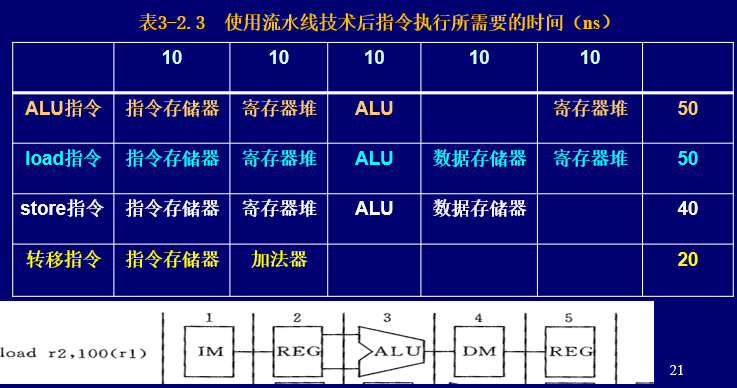 表3-2.3 使用流水线技术后指令执行所需要的时间（ns）
10 10 10 10 10
ALU指令 指令存储器 寄存器堆 ALU 寄存器堆 50
load指令 指令存储器 寄存器堆 ALU 数据存储器 寄存器堆 50
store指令 指令存储器 寄存器堆 ALU 数据存储器 40
转移指令 指令存储器 加法器 20
1 2 3 4 5
load r2,100(r1) IM REG ALU DM REG
21